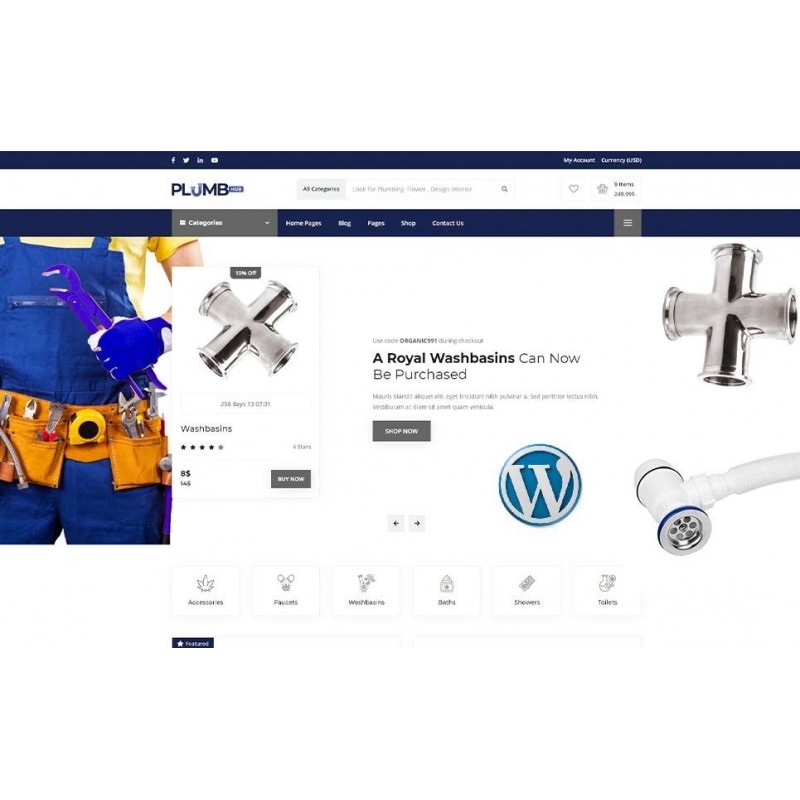 My Account Currency (USD)
PLUMB HUB
All Categories
Look for Plumbing Flower , Design Interior
9 Items
Categories
Home Pages Blog Pages Shop Contact Us
10% Off
258 days 13:07:31
Washbasins
4 Stars
8$
14$
BUY NOW
Use code ORGANIC991 during checkout
A Royal Washbasins Can Now
Be Purchased
Mauris blandit aliquet elit, eget tincidunt nibh pulvinar a. Sed porttitor lectus nibh,
Vestibulum ac diam sit amet quam vehicula.
SHOP NOW
W
Accessories Faucets Washbasins Baths Showers Toilets
Featured